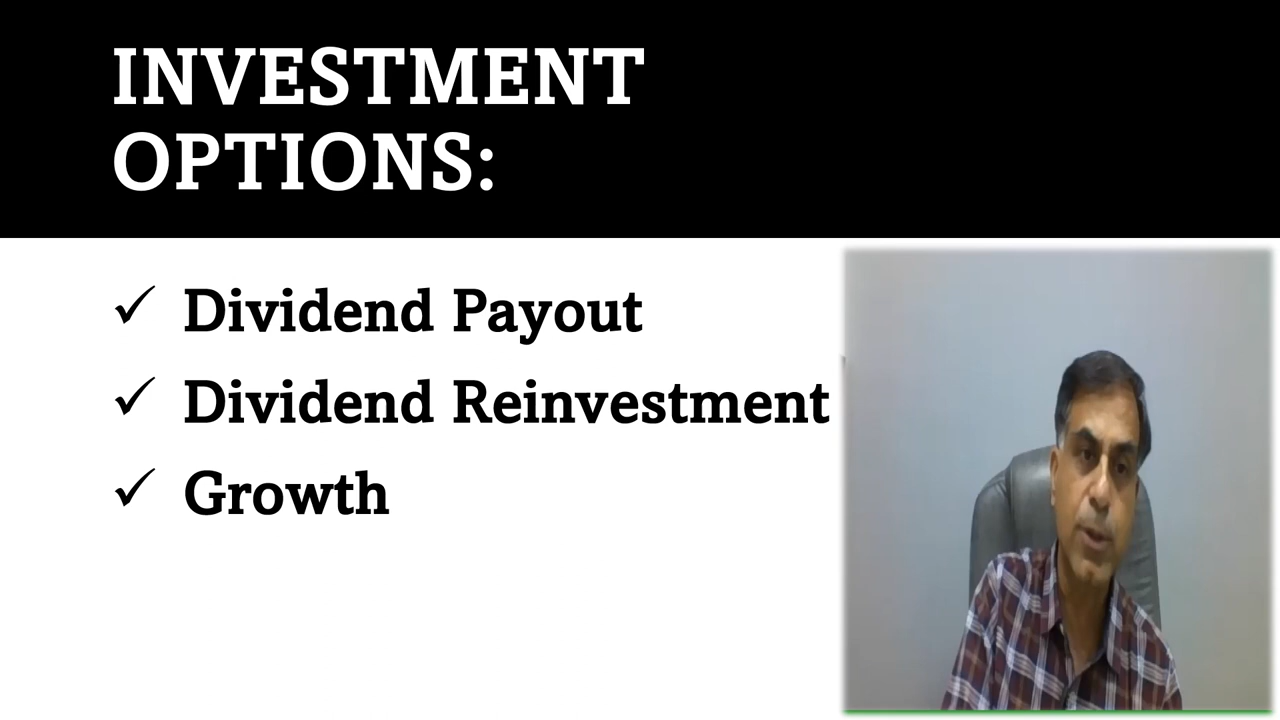 INVESTMENT
OPTIONS:
✓ Dividend Payout
✓ Dividend Reinvestment
✓ Growth